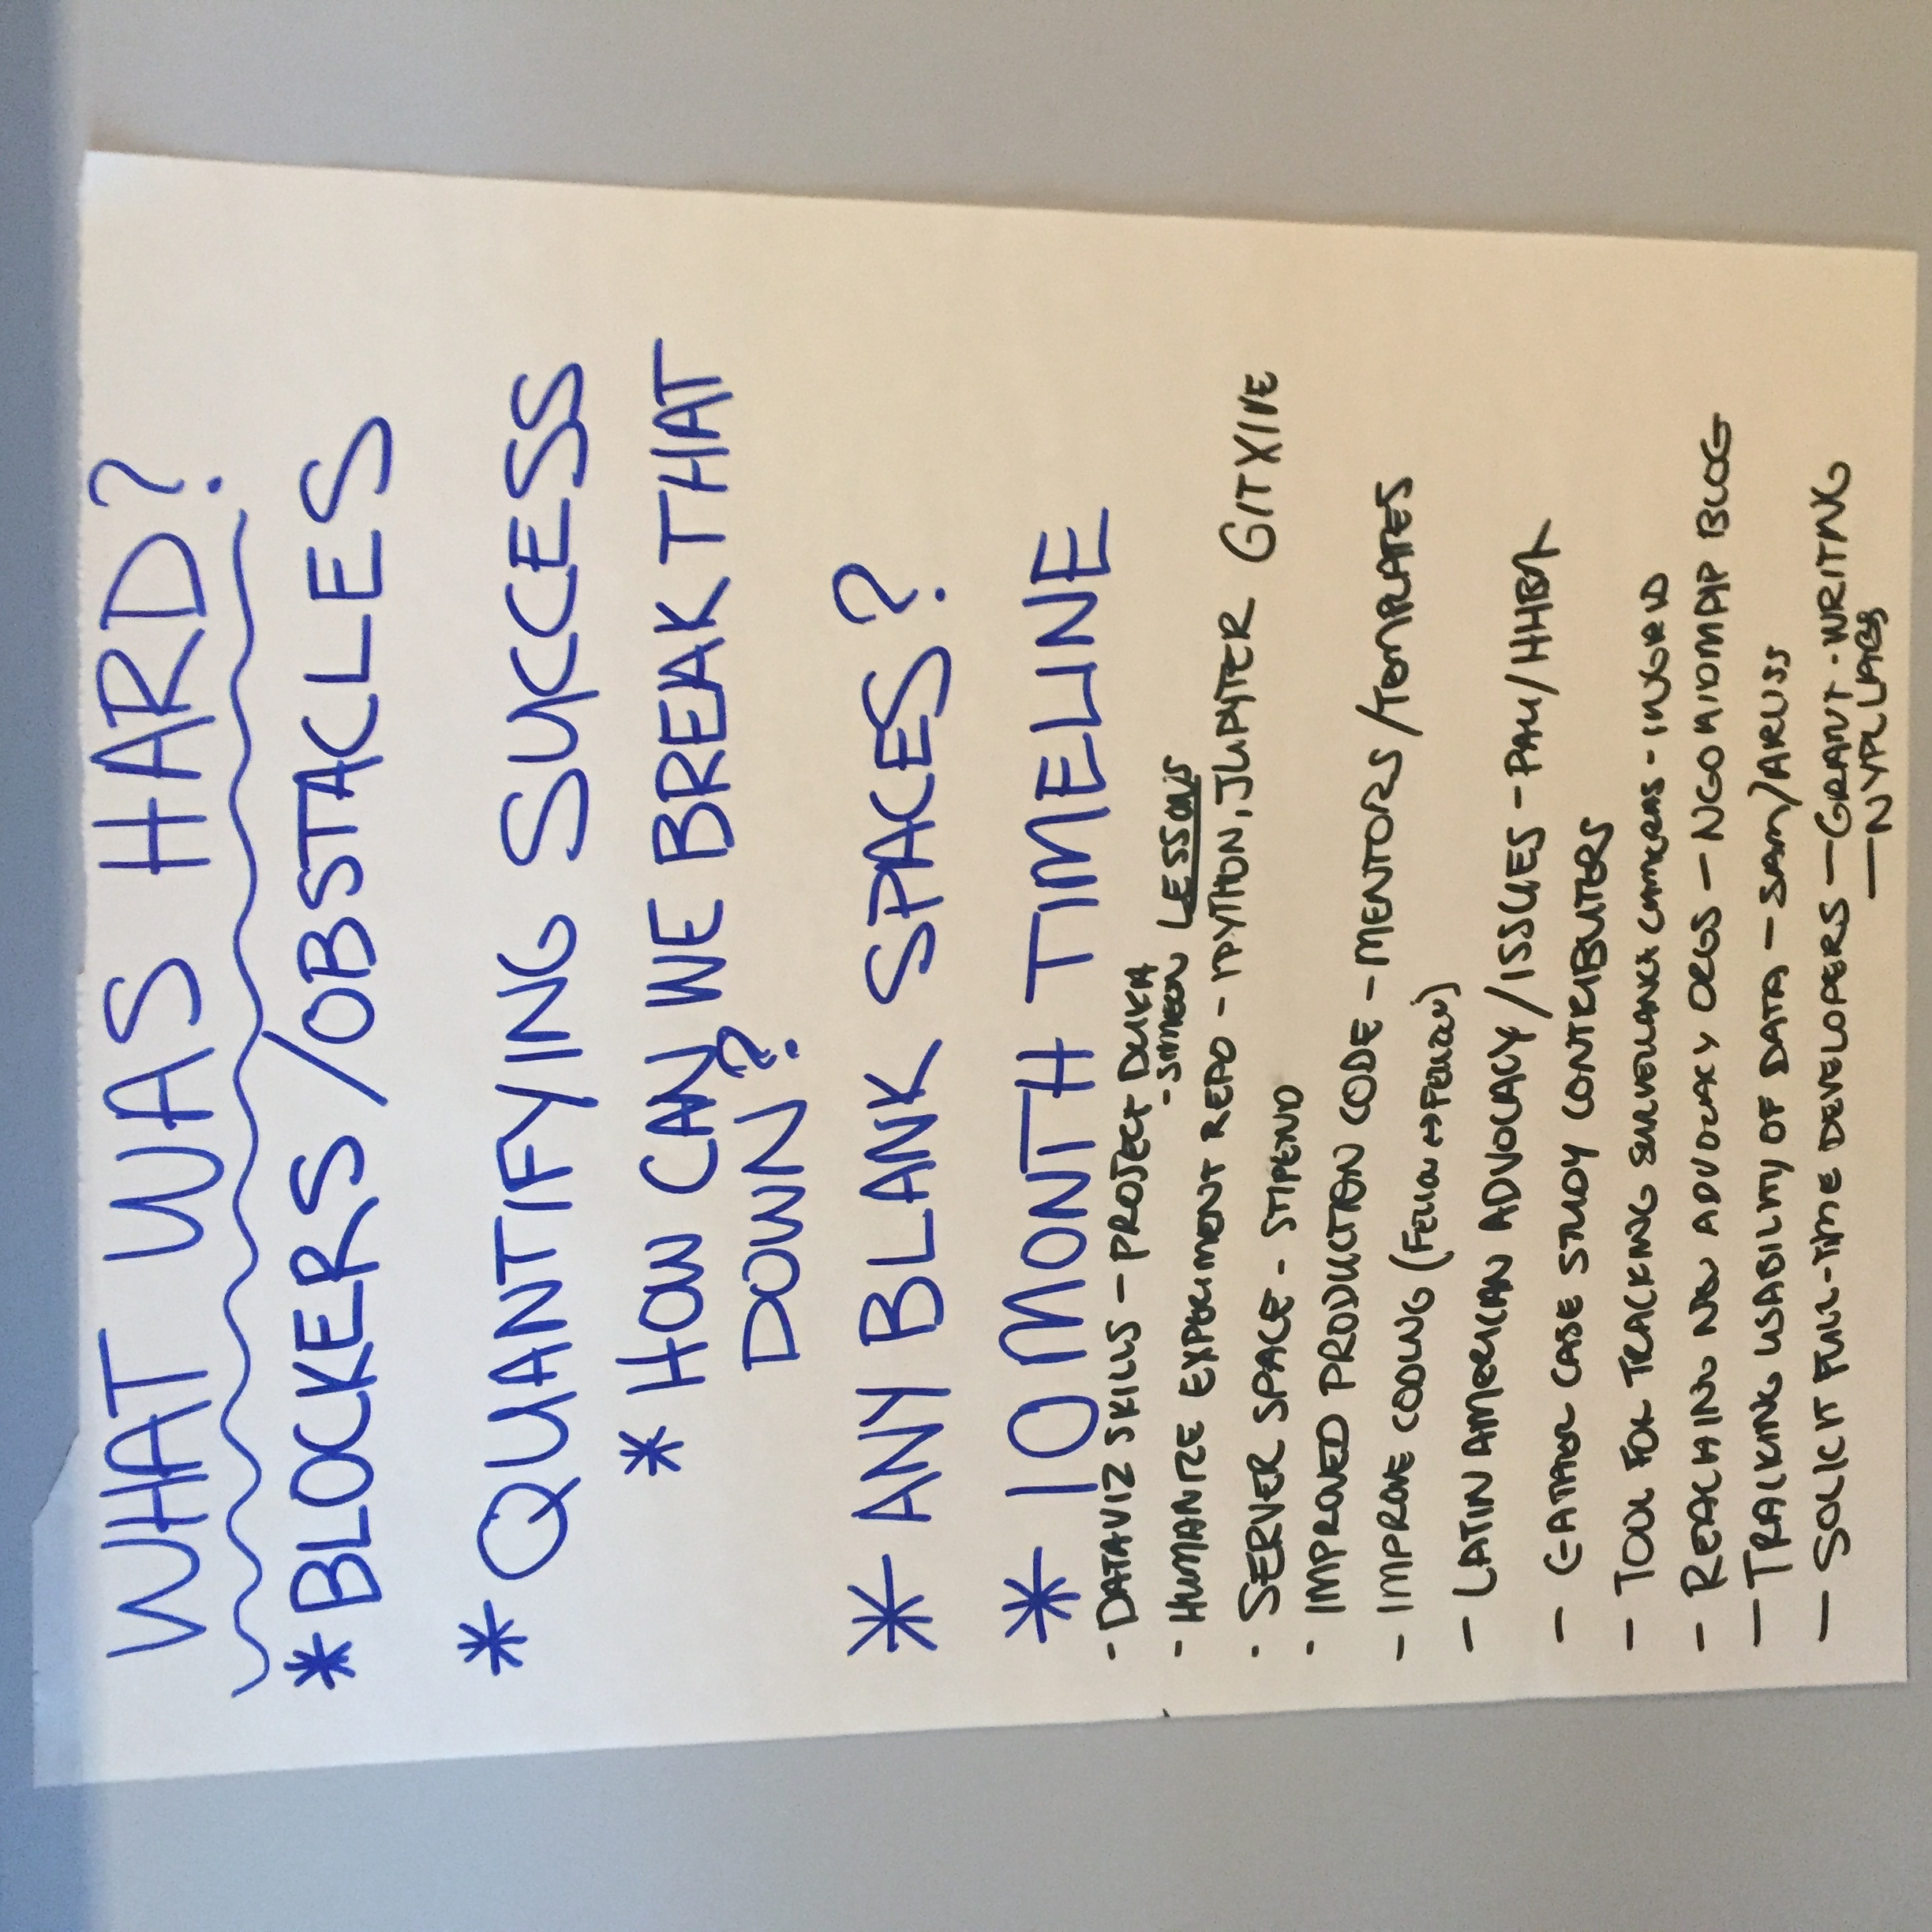 WHAT WAS HARD?
* BLOCKERS / OBSTACLES
* QUANTIFYING SUCCESS
* HOW CAN WE BREAK THAT
DOWN?
* ANY BLANK SPACES?
* 10 MONTH TIMELINE
- DATAVIZ SKILLS - PROJECT DUKA
- SIMEON LESSONS
- HUMANIZE EXPERIMENT REPO - IPYTHON, JUPYTER GITXIVE
- SERVER SPACE - STIPEND
- IMPROVED PRODUCTION CODE - MENTORS / TEMPLATES
- IMPROVE CODING (FELLOW ↔ FELLOW)
- LATIN AMERICAN ADVOCACY / ISSUES - PAU /
- GATHER CASE STUDY CONTRIBUTERS
- TOOL FOR TRACKING SURVEILLANCE CAMERAS - INGRID
- REACHING NEW ADVOCACY ORGS - NGO BLOG
- TRACKING USABILITY OF DATA - SAM / ARUSS
- SOLICIT FULL-TIME DEVELOPERS - GRANT-WRITING
- NYPL LABS